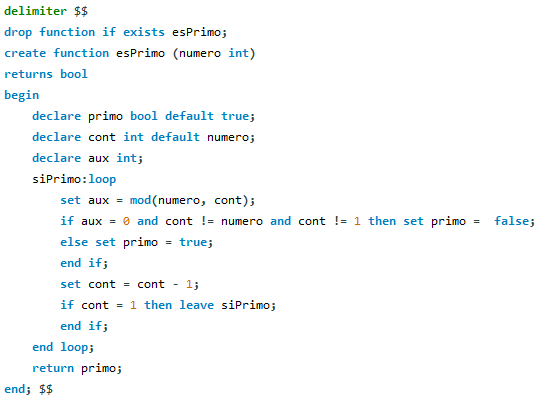 delimiter $$
drop function if exists esPrimo;
create function esPrimo (numero int)
returns bool
begin
    declare primo bool default true;
    declare cont int default numero;
    declare aux int;
    siPrimo:loop
        set aux = mod(numero, cont);
        if aux = 0 and cont != numero and cont != 1 then set primo =  false;
        else set primo = true;
        end if;
        set cont = cont - 1;
        if cont = 1 then leave siPrimo;
        end if;
    end loop;
    return primo;
end; $$